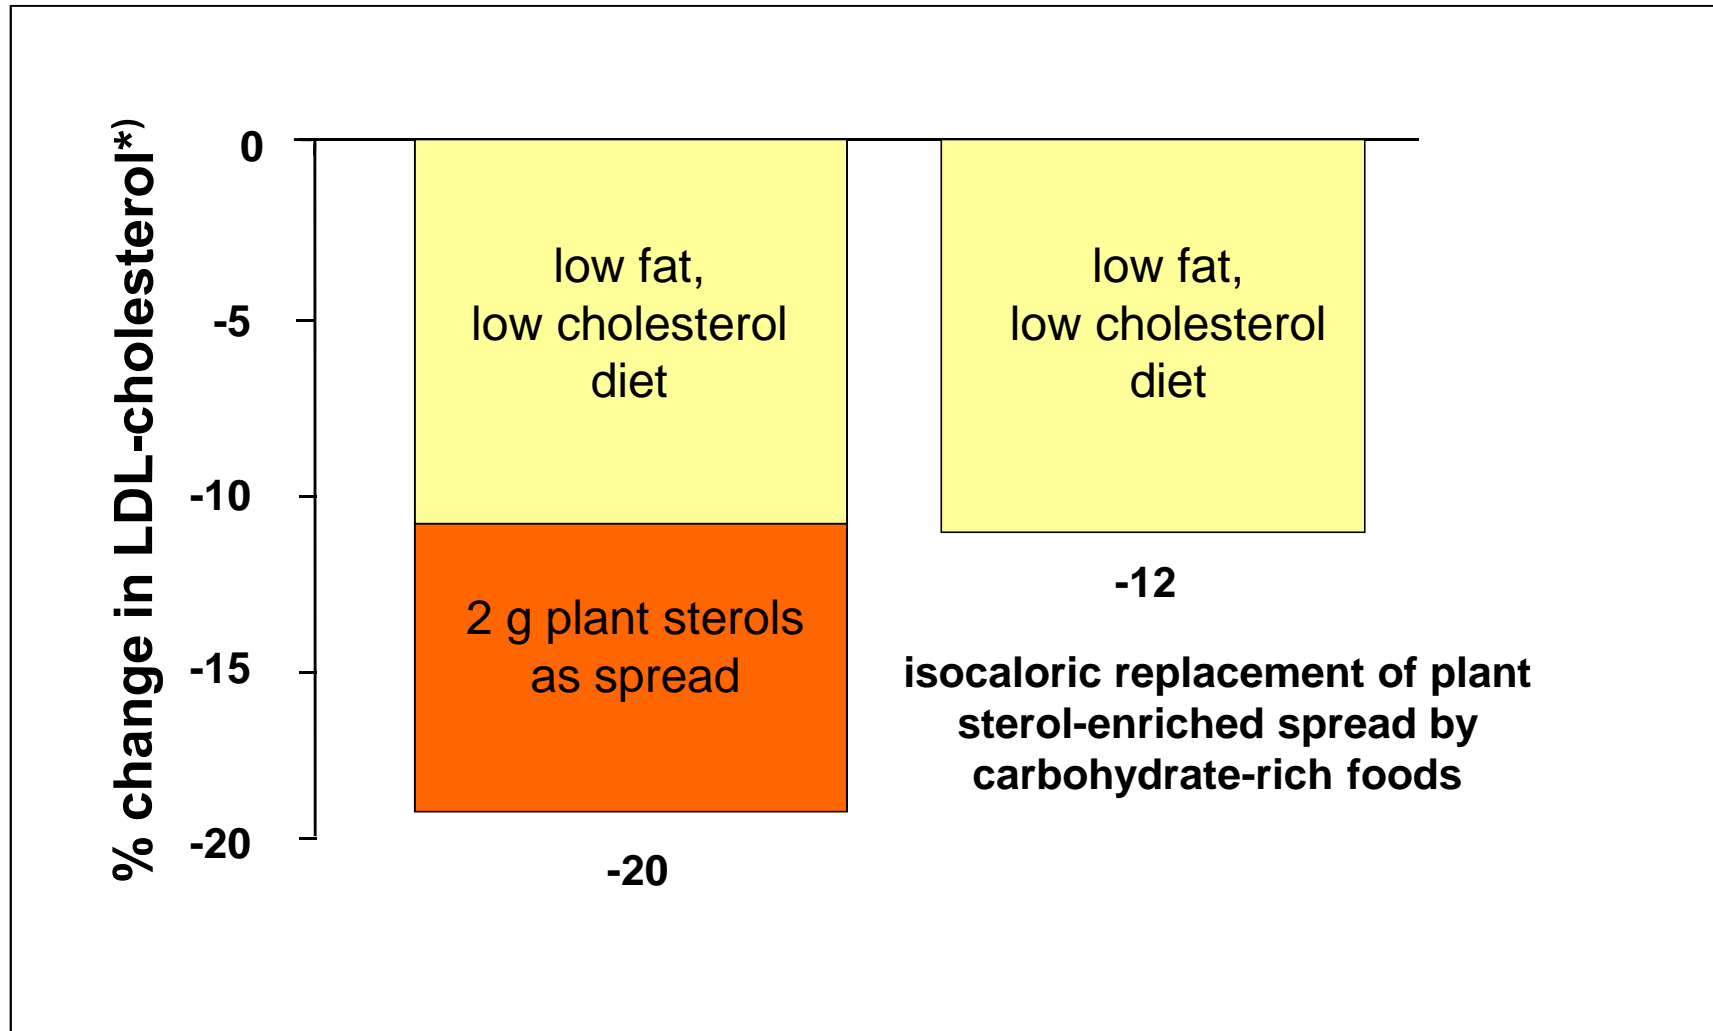 % change in LDL-cholesterol*)
0
-5
-10
-15
-20
low fat,
low cholesterol
diet
2 g plant sterols
as spread
-20
low fat,
low cholesterol
diet
-12
isocaloric replacement of plant
sterol-enriched spread by
carbohydrate-rich foods